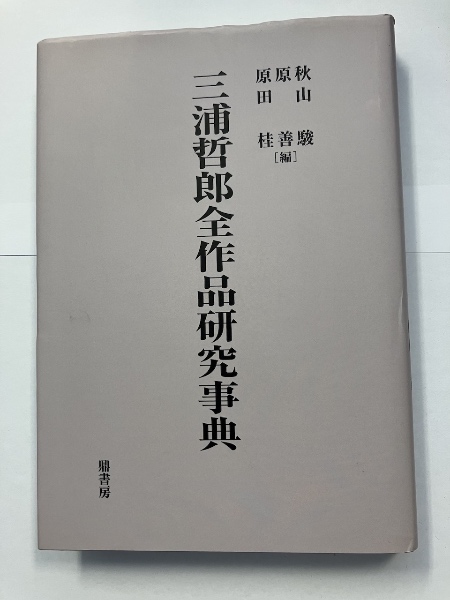 秋山 駿
原 善
原田 桂
[編]
三浦哲郎全作品研究事典
鼎書房